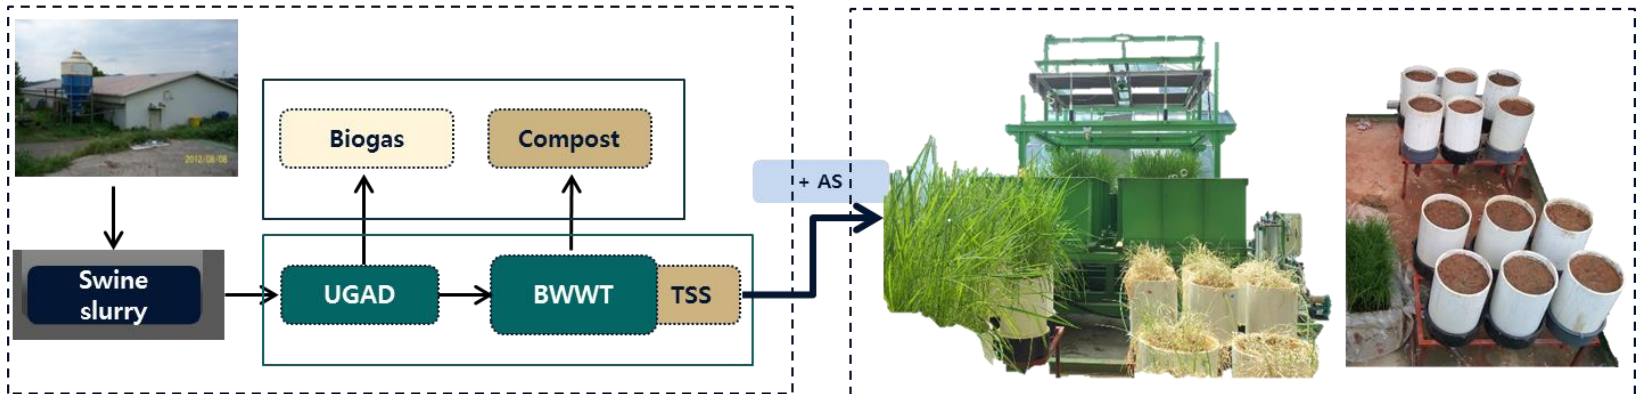 2012/08/08
Biogas
Compost
+ AS
Swine
slurry
UGAD
BWWT
TSS